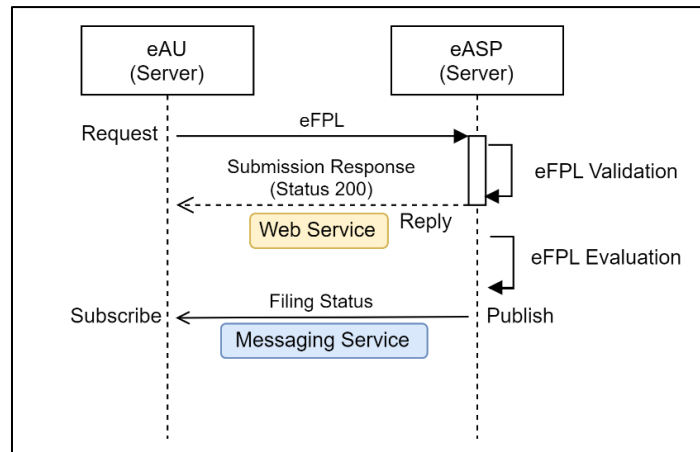 eAU
(Server)
eASP
(Server)
Request
eFPL
Submission Response
(Status 200)
eFPL Validation
Web Service
Reply
eFPL Evaluation
Subscribe
Filing Status
Publish
Messaging Service